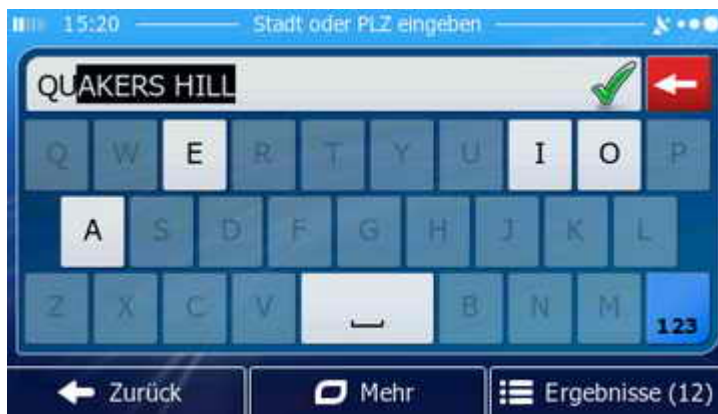 15:20 Stadt oder PLZ eingeben
QUAKERS HILL
Q W E R T Y U I O P
A S D F G H J K L
Z X C V B N M 123
Zurück Mehr Ergebnisse (12)